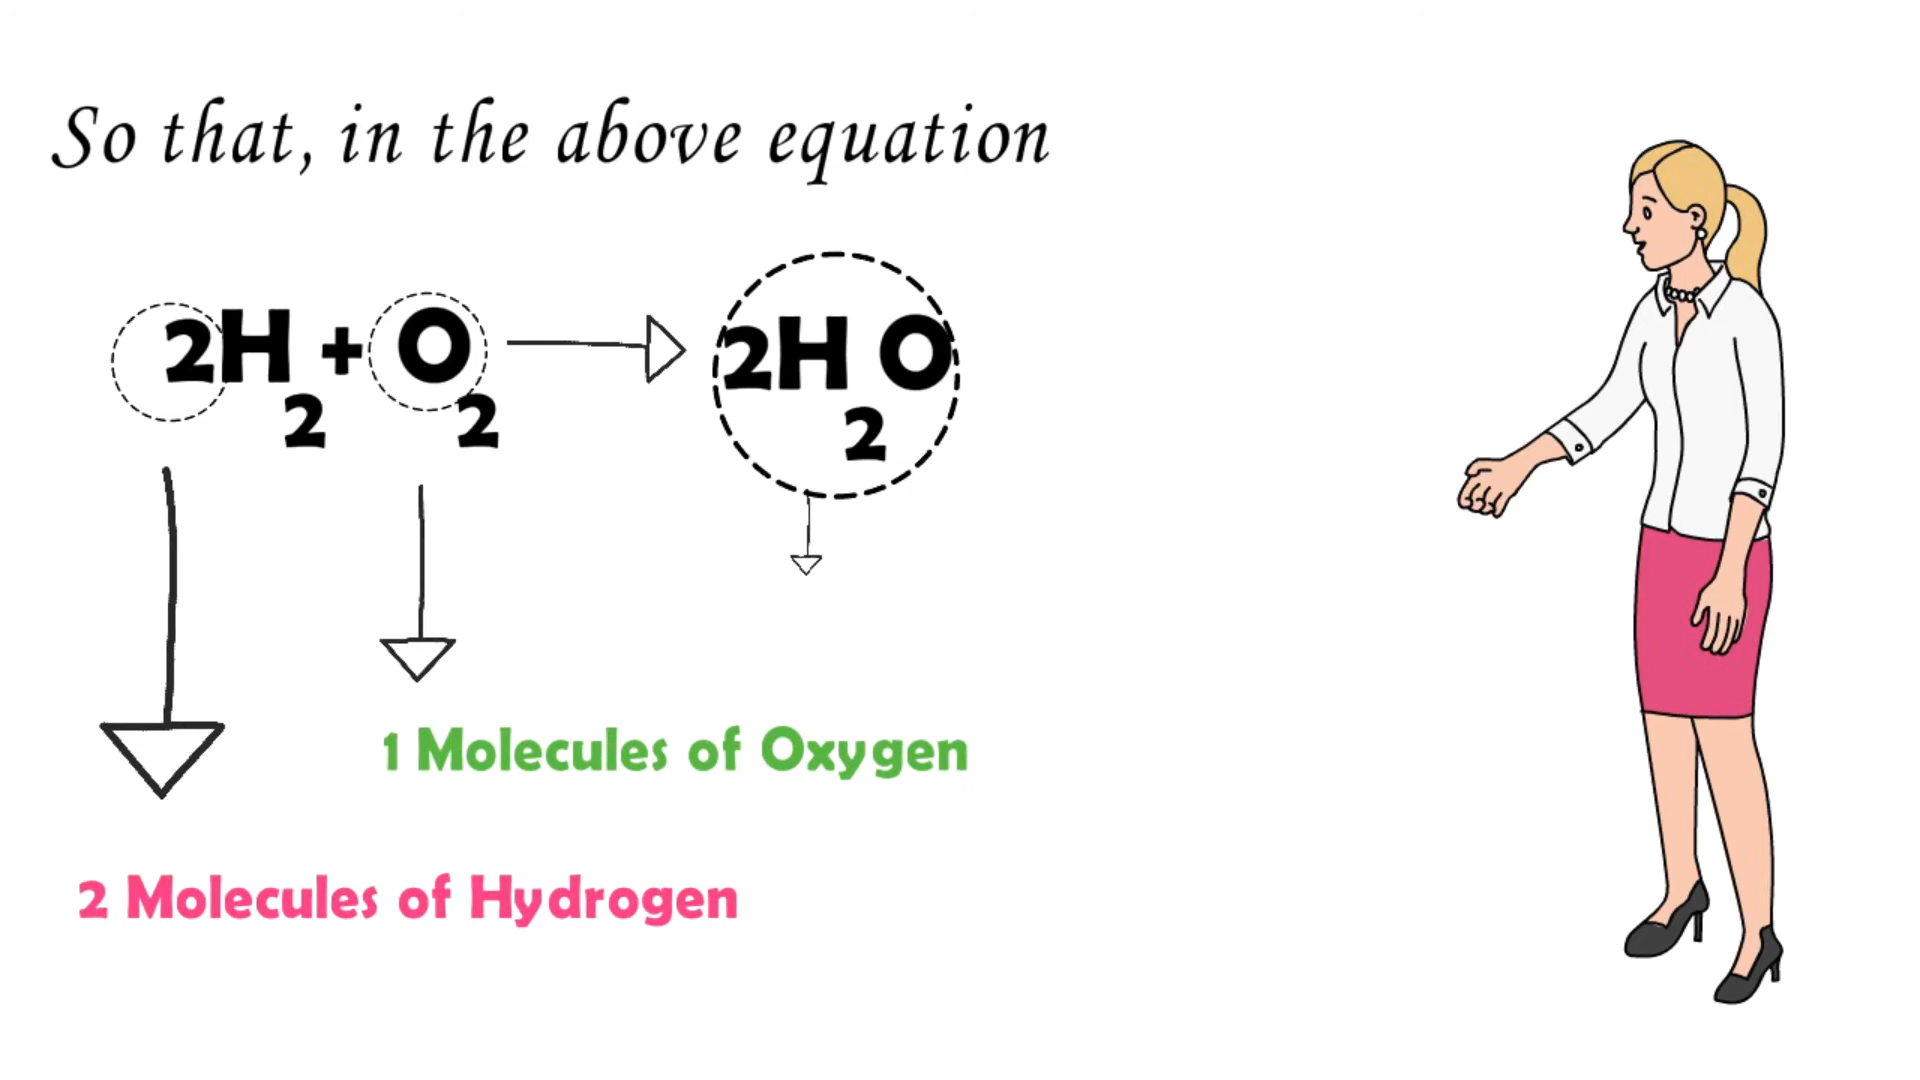 So that, in the above equation
2H₂ + O₂ 2H₂O
1 Molecules of Oxygen
2 Molecules of Hydrogen